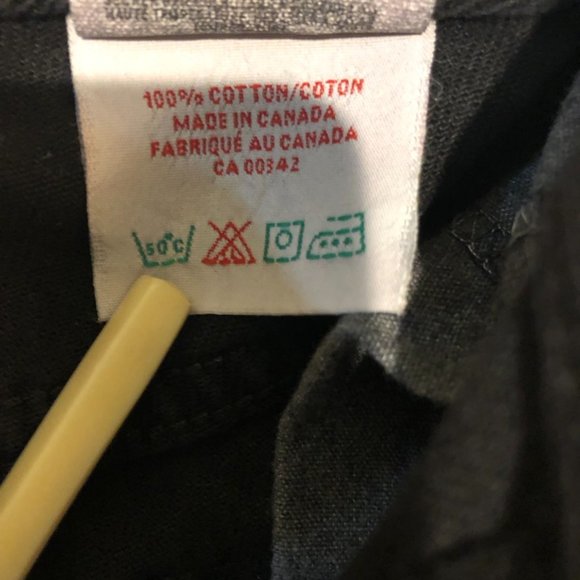 100% COTTON/COTON
MADE IN CANADA
FABRIQUÉ AU CANADA
CA 00342
50°C